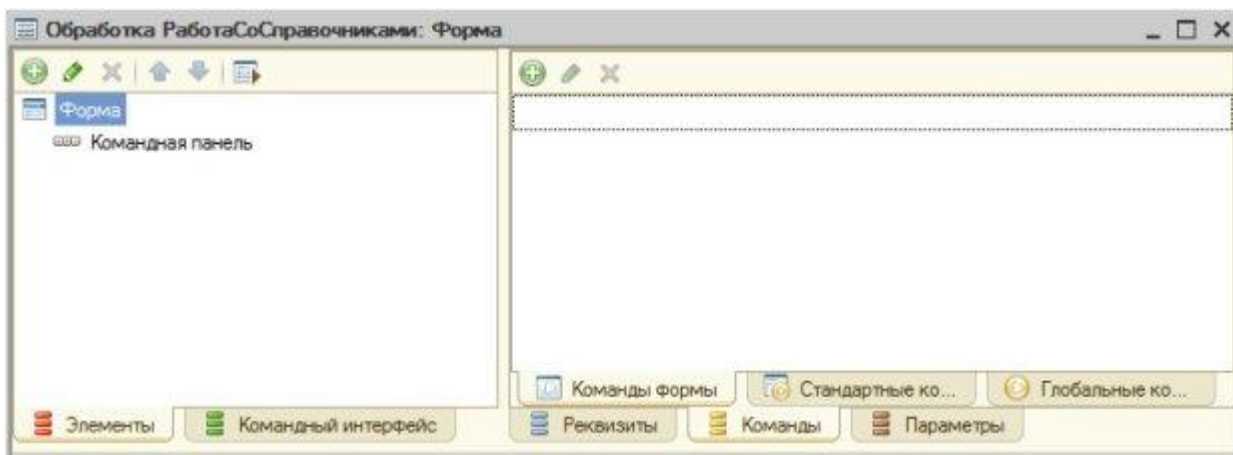 Обработка РаботаСоСправочниками: Форма
Форма
Командная панель
Команды формы
Стандартные ко...
Глобальные ко...
Элементы
Командный интерфейс
Реквизиты
Команды
Параметры